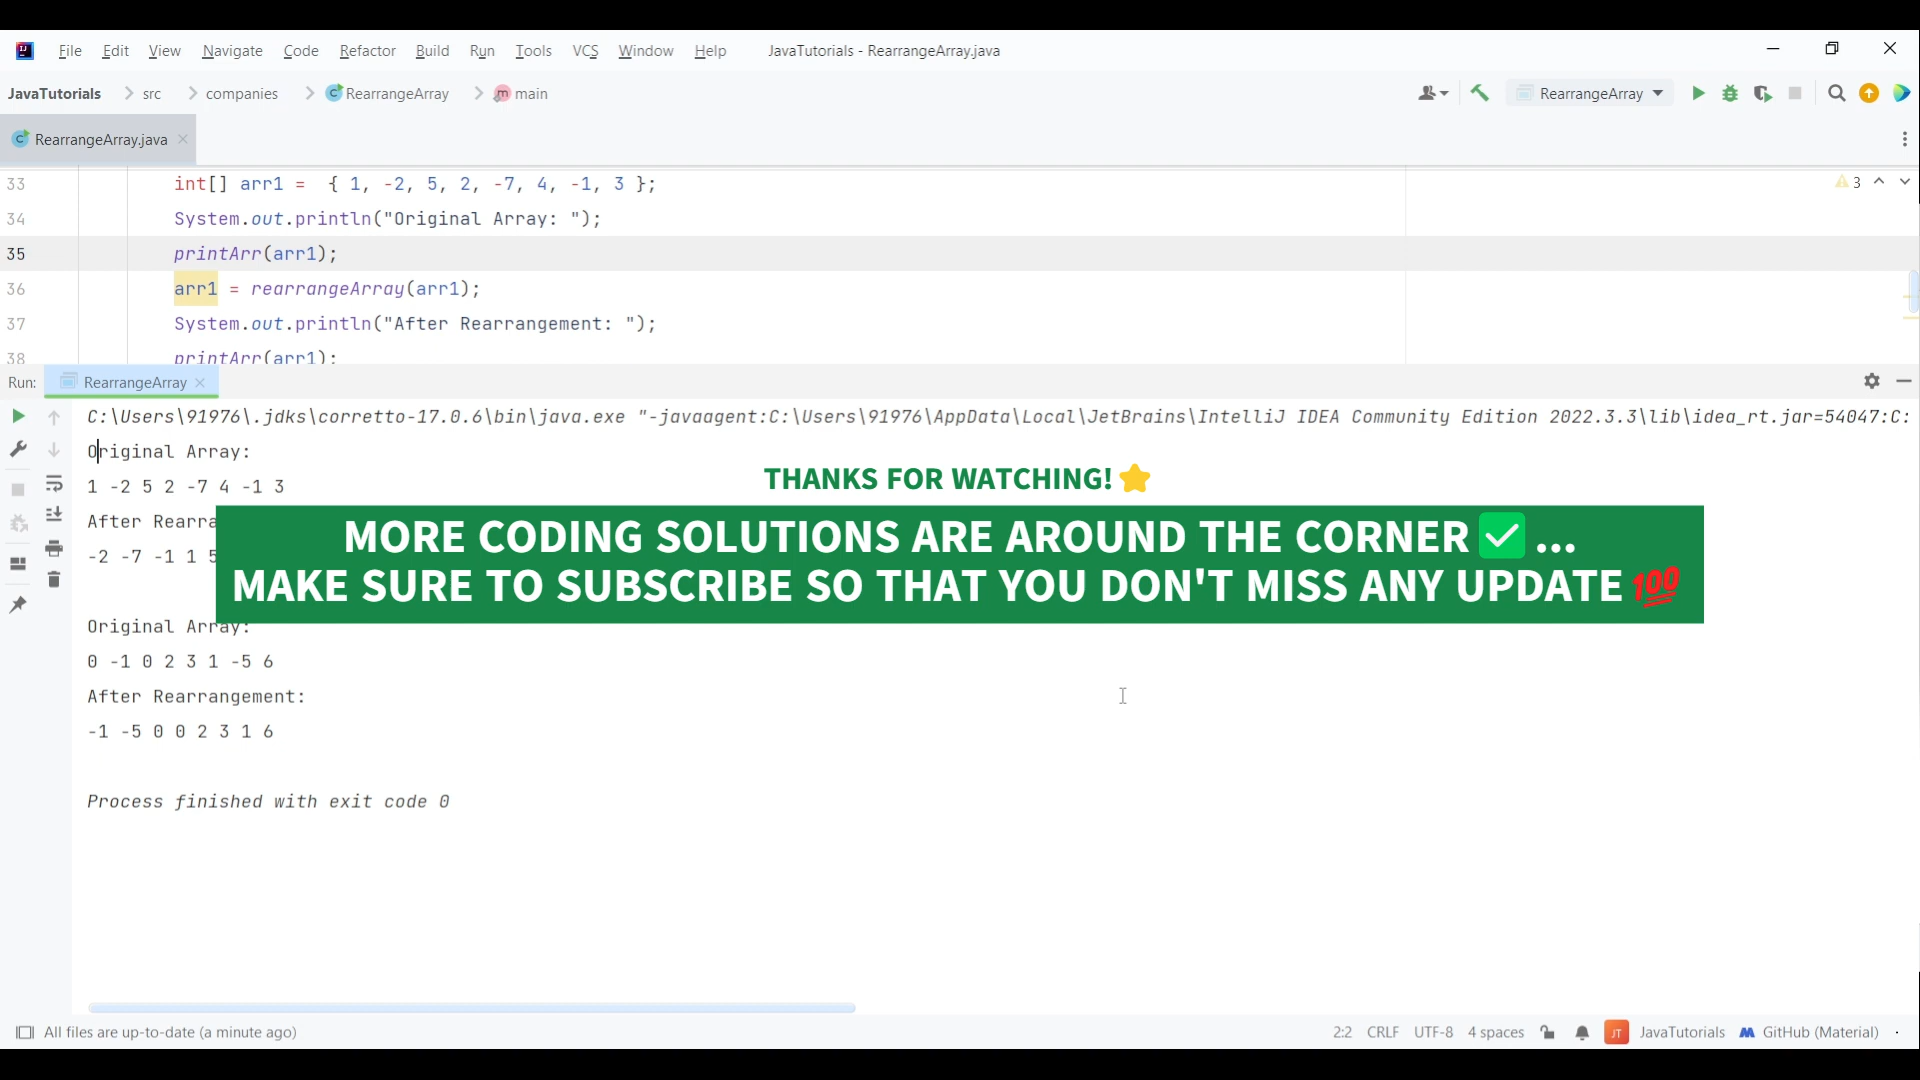 File Edit View Navigate Code Refactor Build Run Tools VCS Window Help JavaTutorials - RearrangeArray.java
JavaTutorials src companies RearrangeArray main RearrangeArray
RearrangeArray.java
33 int[] arr1 = { 1, -2, 5, 2, -7, 4, -1, 3 }; 3
34 System.out.println("Original Array: ");
35 printArr(arr1);
36 arr1 = rearrangeArray(arr1);
37 System.out.println("After Rearrangement: ");
38 printArr(arr1);
Run: RearrangeArray
C:\Users\91976\.jdks\corretto-17.0.6\bin\java.exe "-javaagent:C:\Users\91976\AppData\Local\JetBrains\IntelliJ IDEA Community Edition 2022.3.3\lib\idea_rt.jar=54047:C:
Original Array:
1 -2 5 2 -7 4 -1 3
THANKS FOR WATCHING!
After Rearra
MORE CODING SOLUTIONS ARE AROUND THE CORNER ✅ ...
-2 -7 -1 1 5
MAKE SURE TO SUBSCRIBE SO THAT YOU DON'T MISS ANY UPDATE 💯
Original Array:
0 -1 0 2 3 1 -5 6
After Rearrangement:
-1 -5 0 0 2 3 1 6
Process finished with exit code 0
All files are up-to-date (a minute ago) 2:2 CRLF UTF-8 4 spaces JT JavaTutorials GitHub (Material)